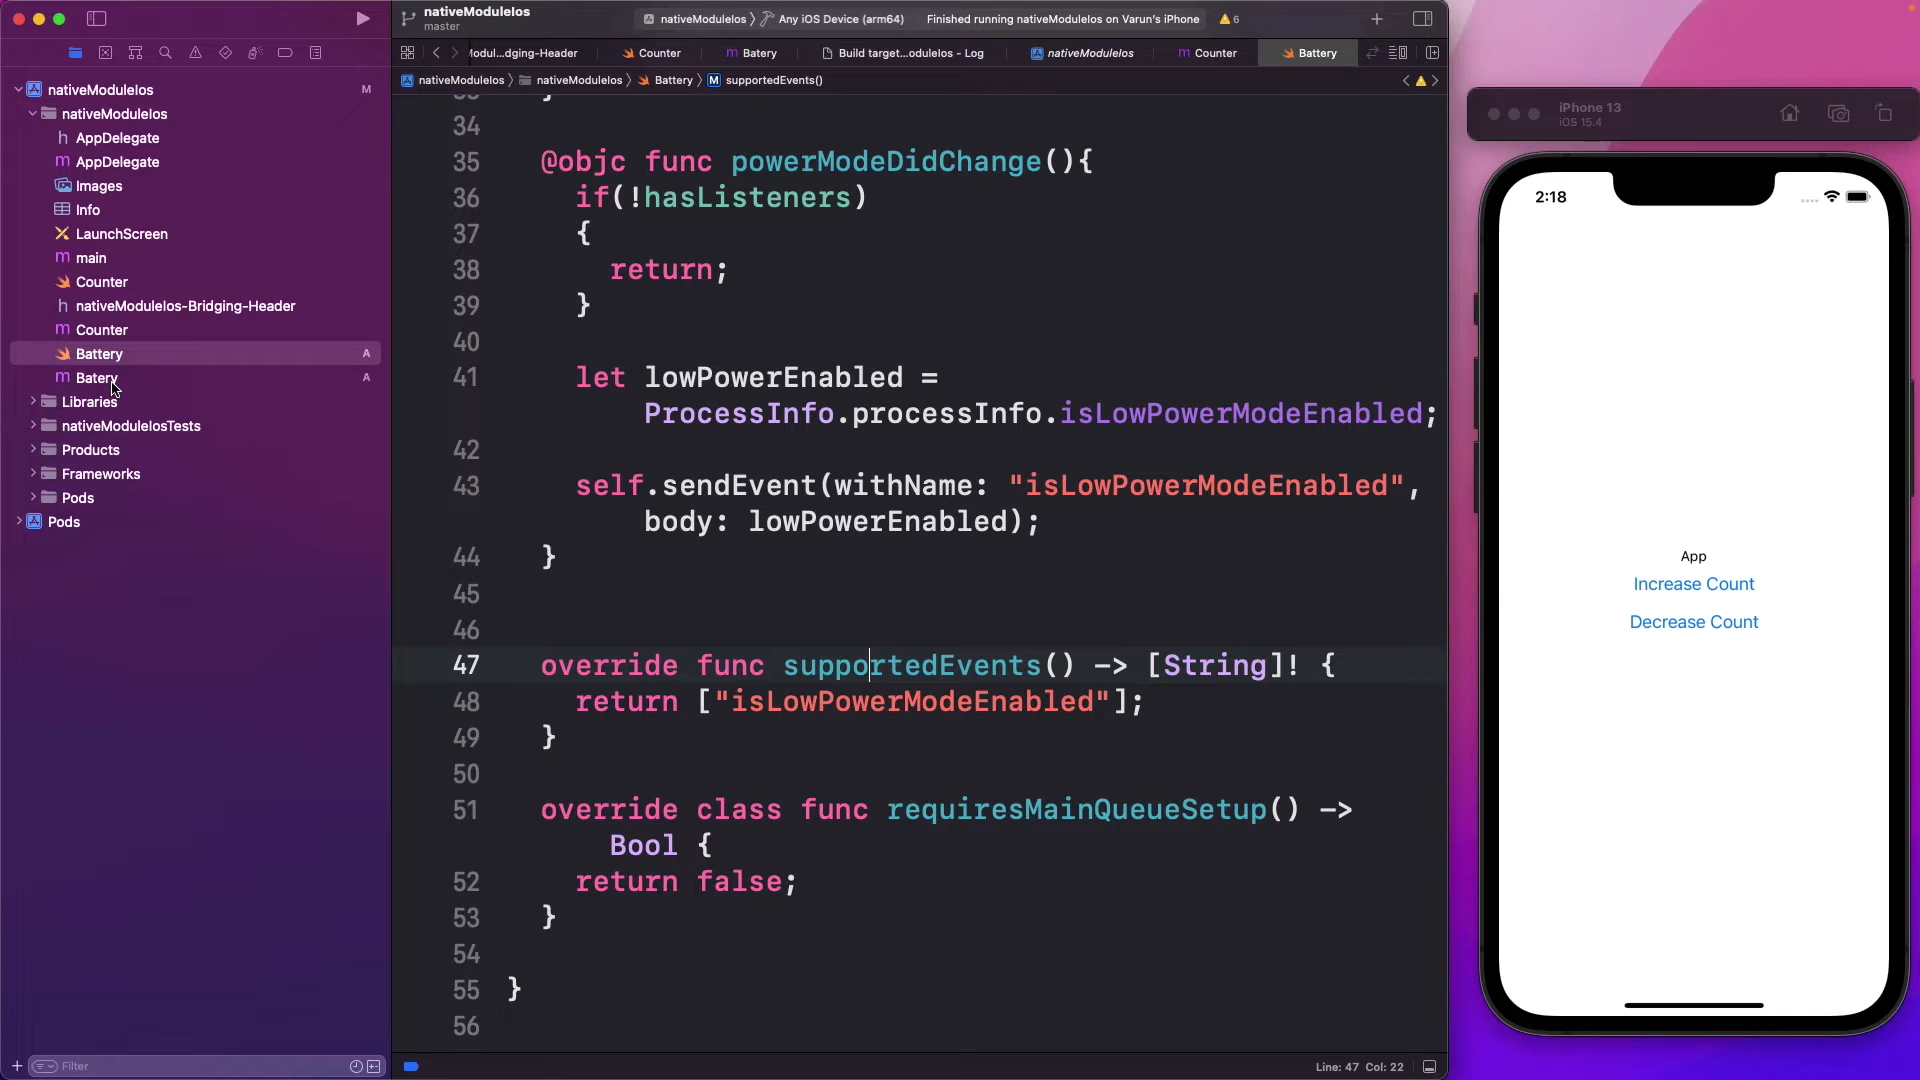 nativeModuleIos
master
nativeModuleIos
Any iOS Device (arm64)
Finished running nativeModuleIos on Varun's iPhone
6
odul...dging-Header
Counter
Batery
Build target...oduleIos - Log
nativeModuleIos
Counter
Battery
nativeModuleIos
nativeModuleIos
Battery
M
supportedEvents()
nativeModuleIos
M
nativeModuleIos
h AppDelegate
m AppDelegate
Images
Info
LaunchScreen
m main
Counter
h nativeModuleIos-Bridging-Header
m Counter
Battery
A
m Batery
A
Libraries
nativeModuleIosTests
Products
Frameworks
Pods
Pods
Filter
34
35 @objc func powerModeDidChange(){
36 if(!hasListeners)
37 {
38 return;
39 }
40
41 let lowPowerEnabled =
ProcessInfo.processInfo.isLowPowerModeEnabled;
42
43 self.sendEvent(withName: "isLowPowerModeEnabled",
body: lowPowerEnabled);
44 }
45
46
47 override func supportedEvents() -> [String]! {
48 return ["isLowPowerModeEnabled"];
49 }
50
51 override class func requiresMainQueueSetup() ->
Bool {
52 return false;
53 }
54
55 }
56
Line: 47 Col: 22
iPhone 13
iOS 15.4
2:18
App
Increase Count
Decrease Count